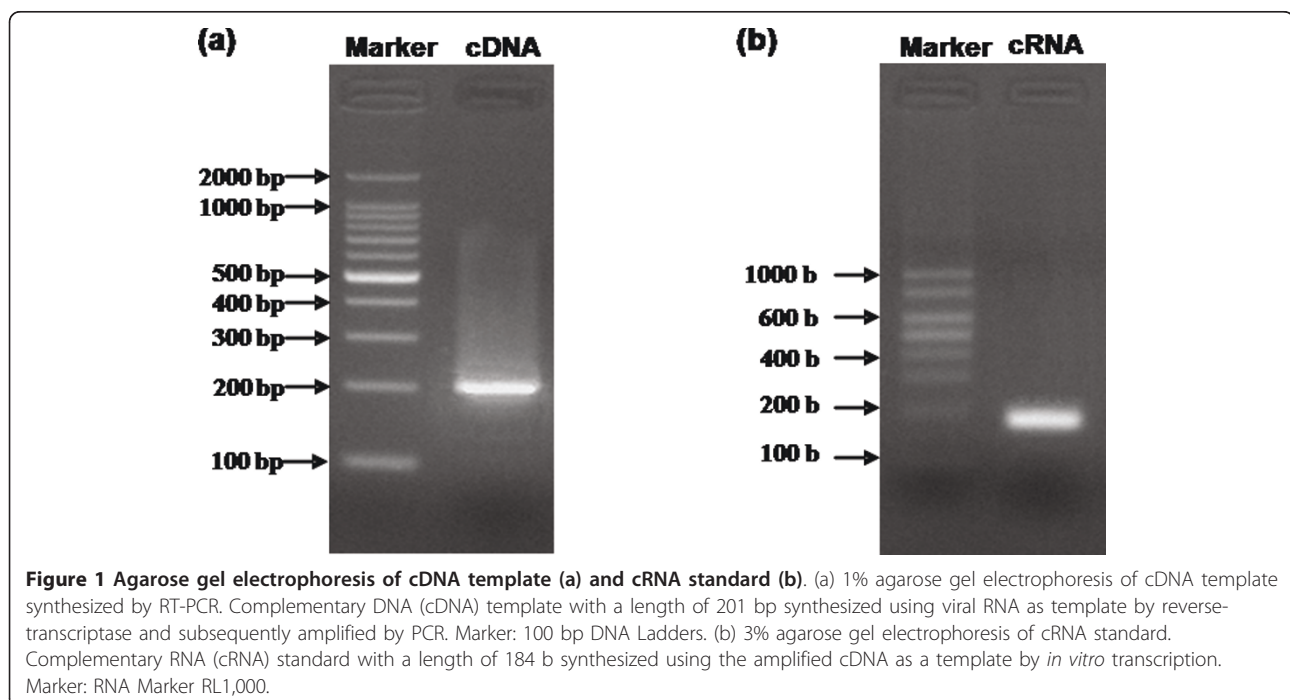 (a)
Marker cDNA
2000 bp
1000 bp
500 bp
400 bp
300 bp
200 bp
100 bp
(b)
Marker cRNA
1000 b
600 b
400 b
200 b
100 b
Figure 1 Agarose gel electrophoresis of cDNA template (a) and cRNA standard (b). (a) 1% agarose gel electrophoresis of cDNA template
synthesized by RT-PCR. Complementary DNA (cDNA) template with a length of 201 bp synthesized using viral RNA as template by reverse-
transcriptase and subsequently amplified by PCR. Marker: 100 bp DNA Ladders. (b) 3% agarose gel electrophoresis of cRNA standard.
Complementary RNA (cRNA) standard with a length of 184 b synthesized using the amplified cDNA as a template by in vitro transcription.
Marker: RNA Marker RL1,000.